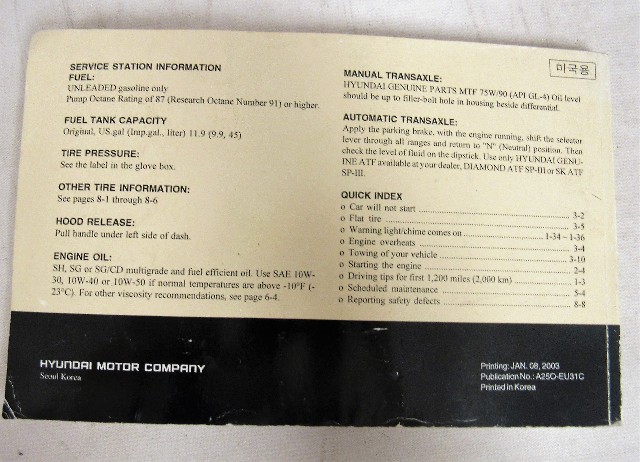 SERVICE STATION INFORMATION
FUEL:
UNLEADED gasoline only
Pump Octane Rating of 87 (Research Octane Number 91) or higher.
FUEL TANK CAPACITY
Original, US.gal (Imp.gal., liter) 11.9 (9.9, 45)
TIRE PRESSURE:
See the label in the glove box.
OTHER TIRE INFORMATION:
See pages 8-1 through 8-6
HOOD RELEASE:
Pull handle under left side of dash.
ENGINE OIL:
SH, SG or SG/CD multigrade and fuel efficient oil. Use SAE 10W-
30, 10W-40 or 10W-50 if normal temperatures are above -10°F (-
23°C). For other viscosity recommendations, see page 6-4.
미국용
MANUAL TRANSAXLE:
HYUNDAI GENUINE PARTS MTF 75W/90 (API GL-4) Oil level
should be up to filler-bolt hole in housing beside differential.
AUTOMATIC TRANSAXLE:
Apply the parking brake, with the engine running, shift the selector
lever through all ranges and return to "N" (Neutral) position. Then
check the level of fluid on the dipstick. Use only HYUNDAI GENU-
INE ATF available at your dealer, DIAMOND ATF SP-III or SK ATF
SP-III.
QUICK INDEX
o Car will not start ........ 3-2
o Flat tire ........ 3-5
o Warning light/chime comes on ........ 1-34 ~ 1-36
o Engine overheats ........ 3-4
o Towing of your vehicle ........ 3-10
o Starting the engine ........ 2-4
o Driving tips for first 1,200 miles (2,000 km) ........ 1-3
o Scheduled maintenance ........ 5-4
o Reporting safety defects ........ 8-8
HYUNDAI MOTOR COMPANY
Seoul Korea
Printing: JAN. 08, 2003
Publication No.: A25O-EU31C
Printed in Korea